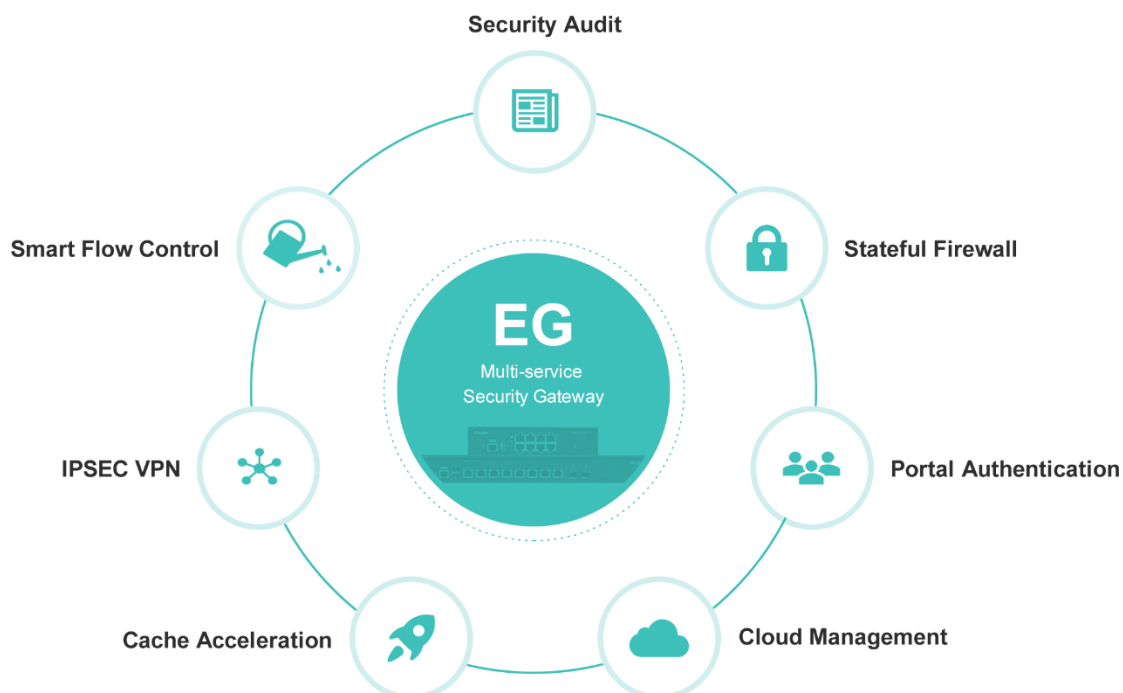 Security Audit
Smart Flow Control
Stateful Firewall
EG
Multi-service
Security Gateway
IPSEC VPN
Portal Authentication
Cache Acceleration
Cloud Management